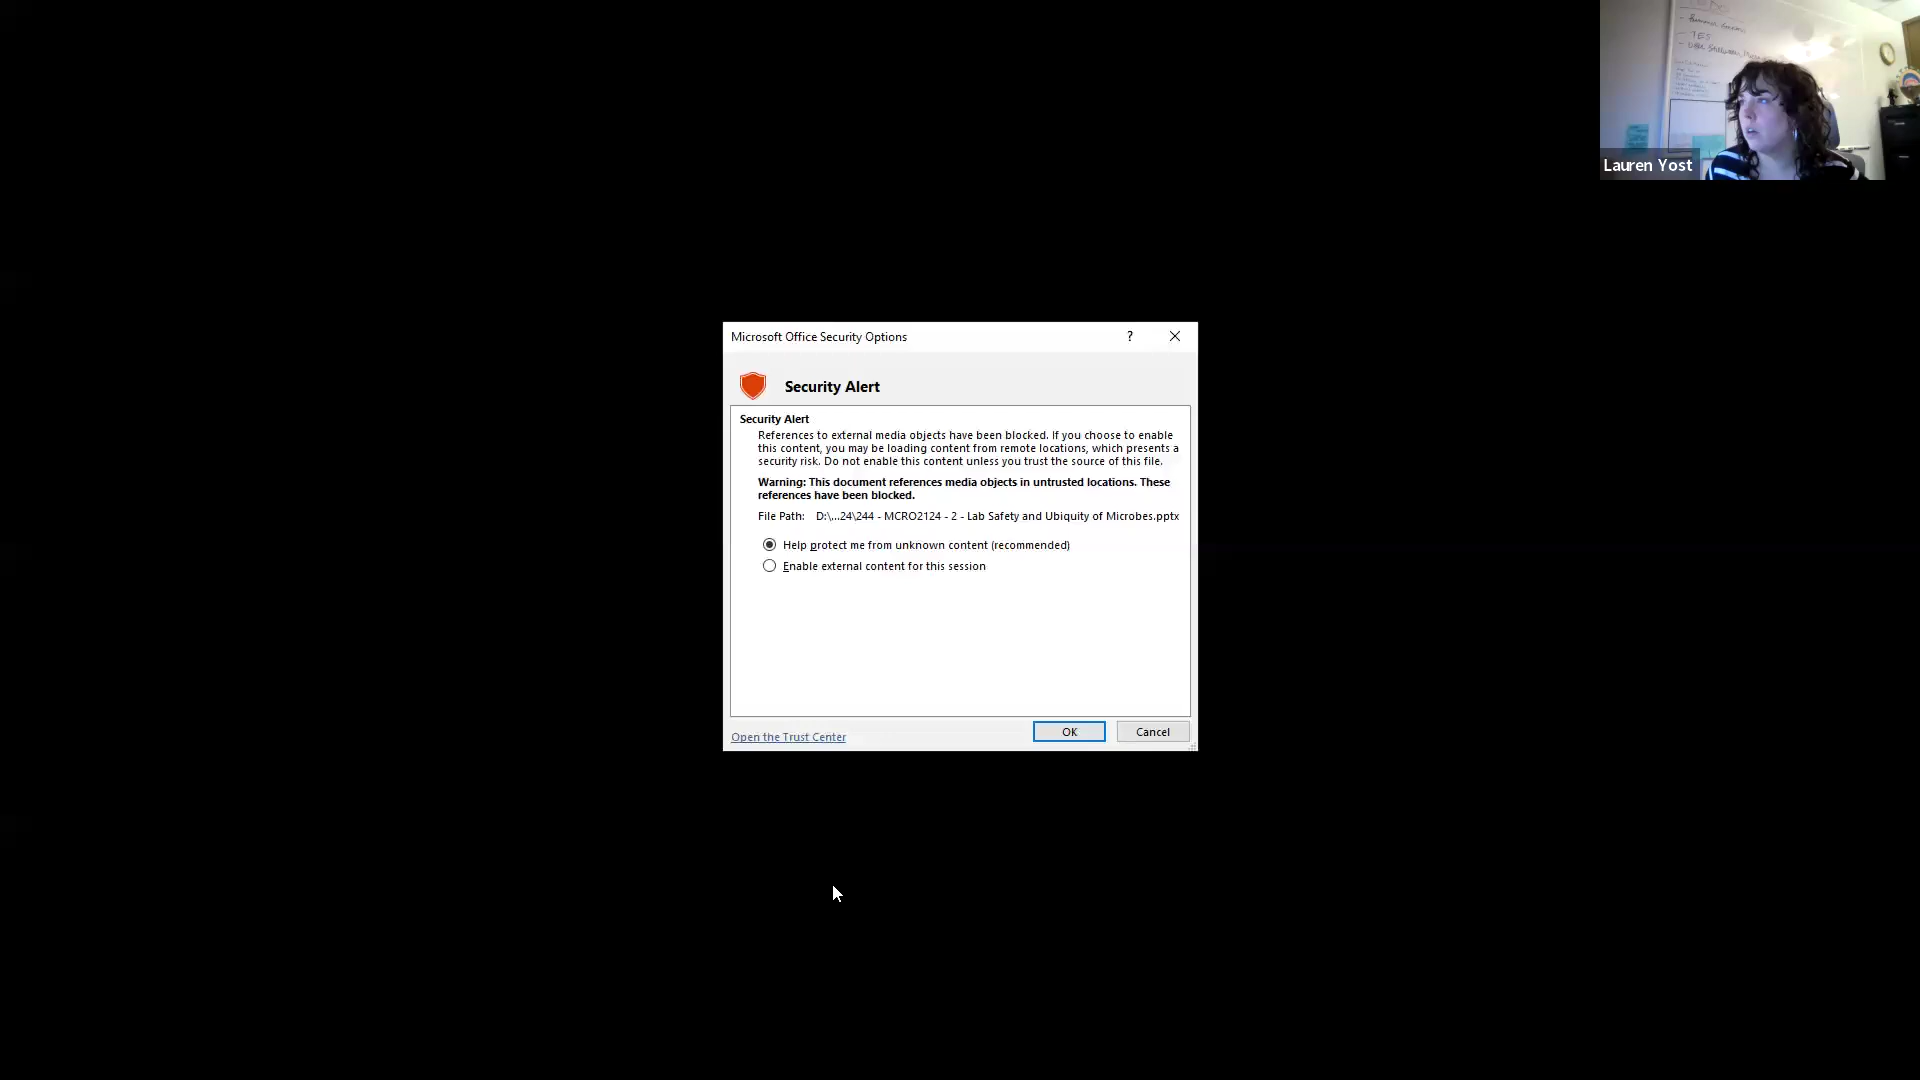 TES
Lauren Yost
Microsoft Office Security Options
?
Security Alert
Security Alert
References to external media objects have been blocked. If you choose to enable
this content, you may be loading content from remote locations, which presents a
security risk. Do not enable this content unless you trust the source of this file.
Warning: This document references media objects in untrusted locations. These
references have been blocked.
File Path: D:\...24\244 - MCRO2124 - 2 - Lab Safety and Ubiquity of Microbes.pptx
Help protect me from unknown content (recommended)
Enable external content for this session
Open the Trust Center
OK
Cancel